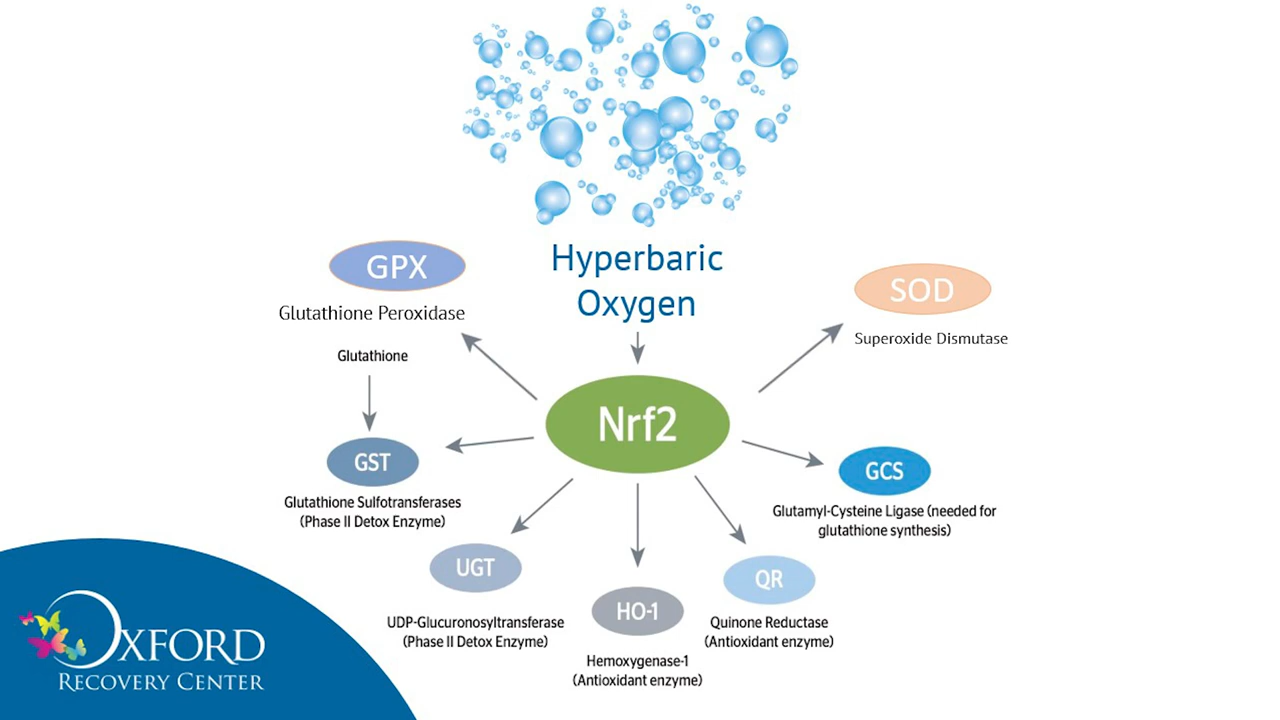 Hyperbaric
Oxygen
GPX
Glutathione Peroxidase
SOD
Superoxide Dismutase
Glutathione
Nrf2
GST
Glutathione Sulfotransferases
(Phase II Detox Enzyme)
GCS
Glutamyl-Cysteine Ligase (needed for
glutathione synthesis)
UGT
UDP-Glucuronosyltransferase
(Phase II Detox Enzyme)
HO-1
Hemoxygenase-1
(Antioxidant enzyme)
QR
Quinone Reductase
(Antioxidant enzyme)
OXFORD
RECOVERY CENTER